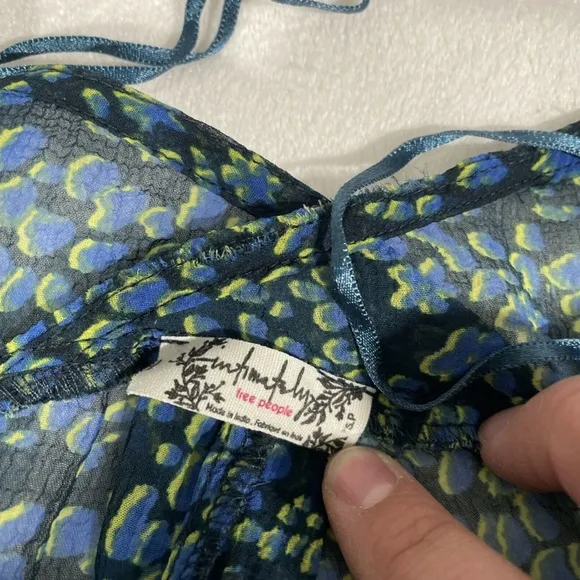 intimately
free people
Made in India . Fabriqué en Inde
S/P